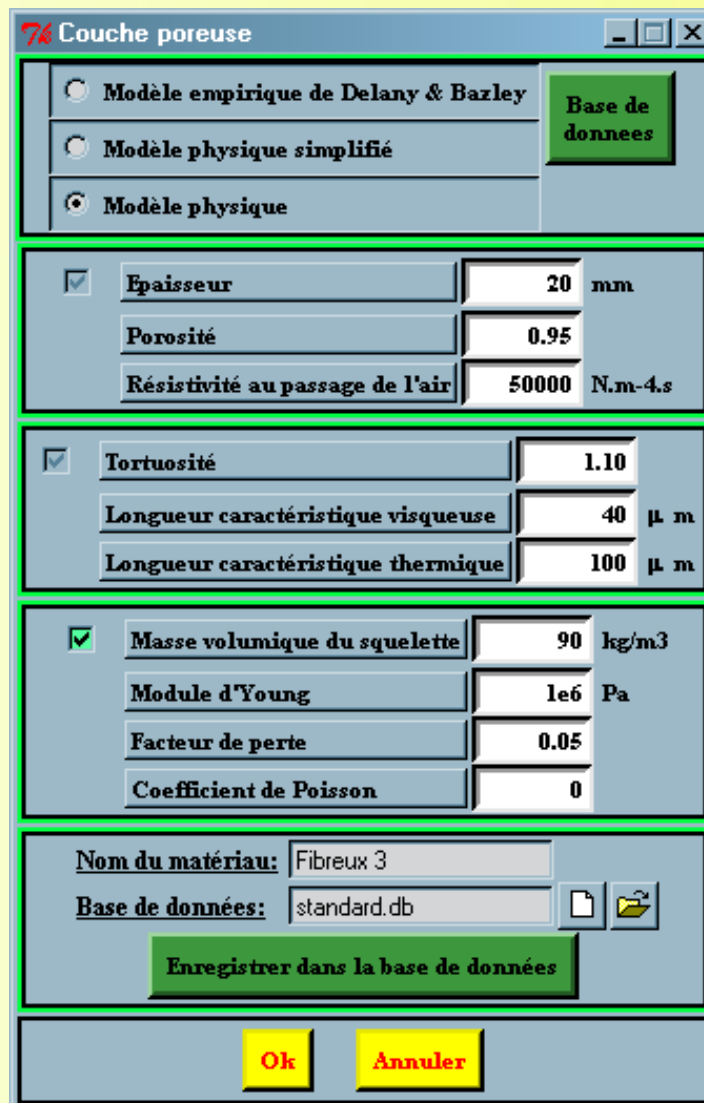 Couche poreuse
Modèle empirique de Delany & Bazley
Base de
donnees
Modèle physique simplifié
Modèle physique
Epaisseur 20 mm
Porosité 0.95
Résistivité au passage de l'air 50000 N.m-4.s
Tortuosité 1.10
Longueur caractéristique visqueuse 40 µ m
Longueur caractéristique thermique 100 µ m
Masse volumique du squelette 90 kg/m3
Module d'Young 1e6 Pa
Facteur de perte 0.05
Coefficient de Poisson 0
Nom du matériau: Fibreux 3
Base de données: standard.db
Enregistrer dans la base de données
Ok Annuler